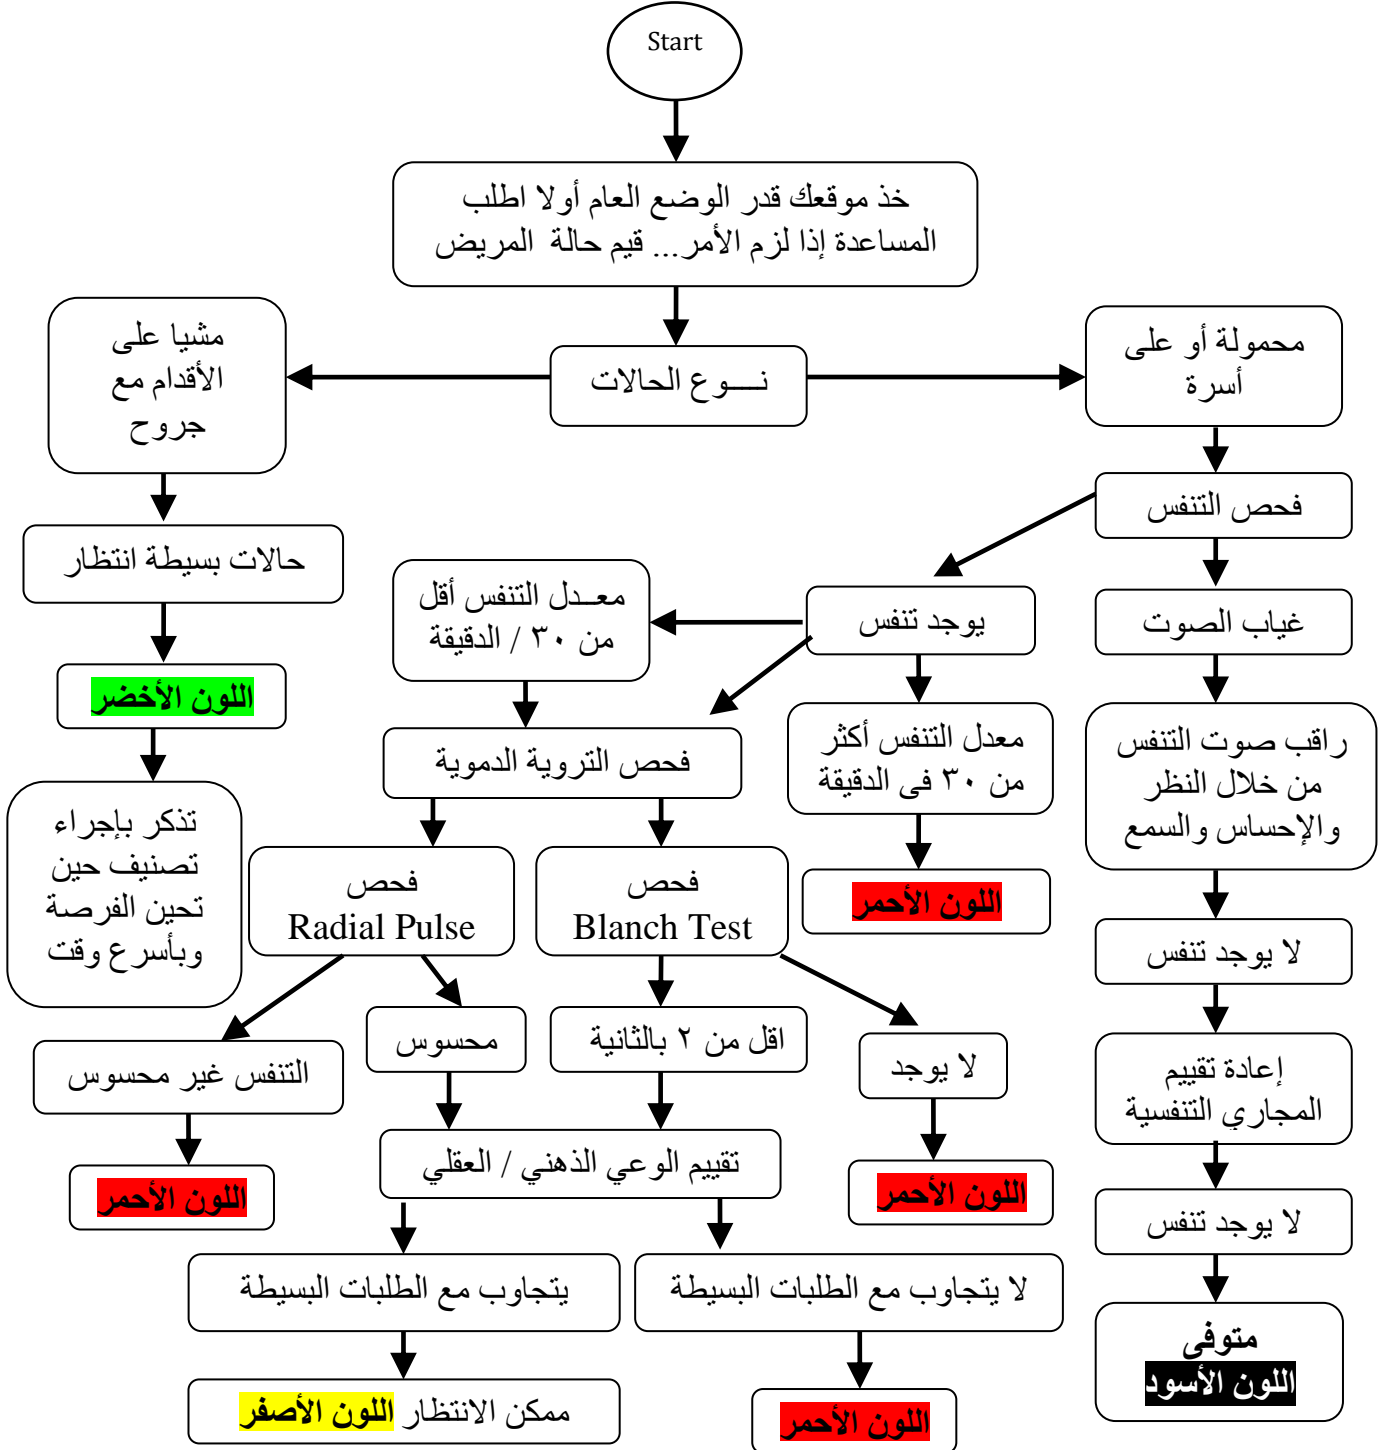 Start
خذ موقعك قدر الوضع العام أولا اطلب
المساعدة إذا لزم الأمر... قيم حالة المريض
نــــوع الحالات
محمولة أو على
أسرة
مشيا على
الأقدام مع
جروح
فحص التنفس
حالات بسيطة انتظار
غياب الصوت
يوجد تنفس
معــدل التنفس أقل
من ٣٠ / الدقيقة
اللون الأخضر
راقب صوت التنفس
من خلال النظر
والإحساس والسمع
معدل التنفس أكثر
من ٣٠ فى الدقيقة
فحص التروية الدموية
تذكر بإجراء
تصنيف حين
تحين الفرصة
وبأسرع وقت
اللون الأحمر
فحص
Blanch Test
فحص
Radial Pulse
لا يوجد تنفس
إعادة تقييم
المجاري التنفسية
لا يوجد
اقل من ٢ بالثانية
محسوس
التنفس غير محسوس
تقييم الوعي الذهني / العقلي
اللون الأحمر
اللون الأحمر
لا يوجد تنفس
لا يتجاوب مع الطلبات البسيطة
يتجاوب مع الطلبات البسيطة
متوفى
اللون الأسود
اللون الأحمر
ممكن الانتظار اللون الأصفر